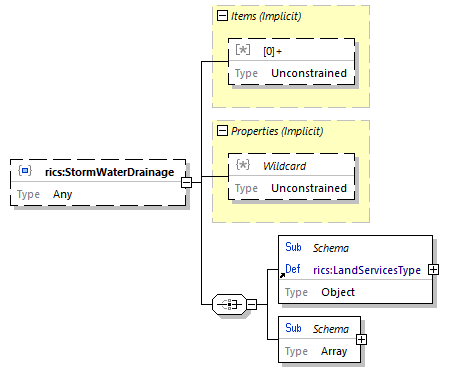 Items (Implicit)
[0]+
Type Unconstrained
Properties (Implicit)
{*} Wildcard
Type Unconstrained
rics:StormWaterDrainage
Type Any
Sub Schema
Def rics:LandServicesType
Type Object
Sub Schema
Type Array